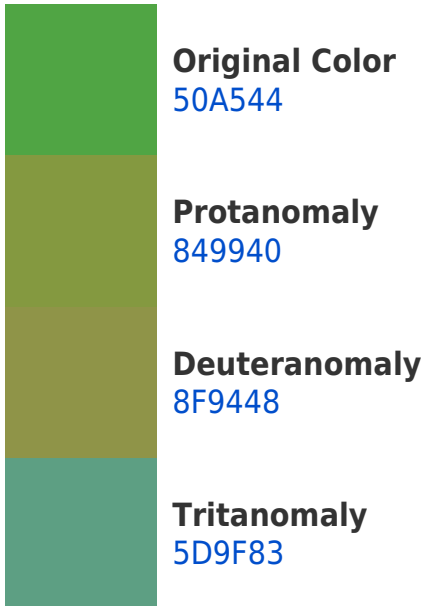 Original Color
50A544
Protanomaly
849940
Deuteranomaly
8F9448
Tritanomaly
5D9F83